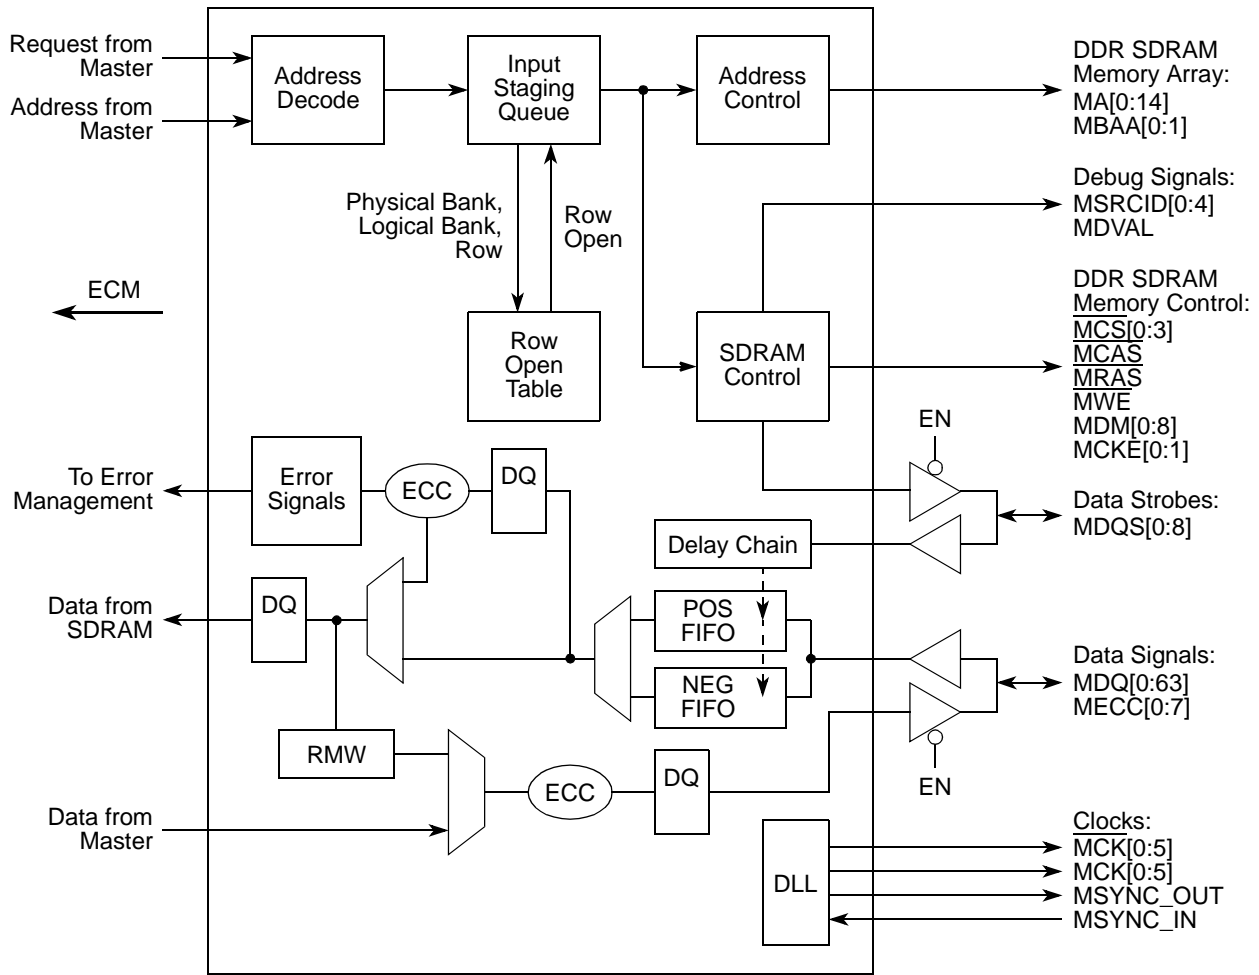 Request from
Master
Address from
Master
Address
Decode
Input
Staging
Queue
Address
Control
DDR SDRAM
Memory Array:
MA[0:14]
MBAA[0:1]
Debug Signals:
MSRCID[0:4]
MDVAL
Physical Bank,
Logical Bank,
Row
Row
Open
ECM
Row
Open
Table
SDRAM
Control
DDR SDRAM
Memory Control:
MCS[0:3]
MCAS
MRAS
MWE
MDM[0:8]
MCKE[0:1]
EN
To Error
Management
Error
Signals
ECC
DQ
Data Strobes:
MDQS[0:8]
Delay Chain
Data from
SDRAM
DQ
POS
FIFO
NEG
FIFO
Data Signals:
MDQ[0:63]
MECC[0:7]
RMW
ECC
DQ
EN
Data from
Master
DLL
Clocks:
MCK[0:5]
MCK[0:5]
MSYNC_OUT
MSYNC_IN